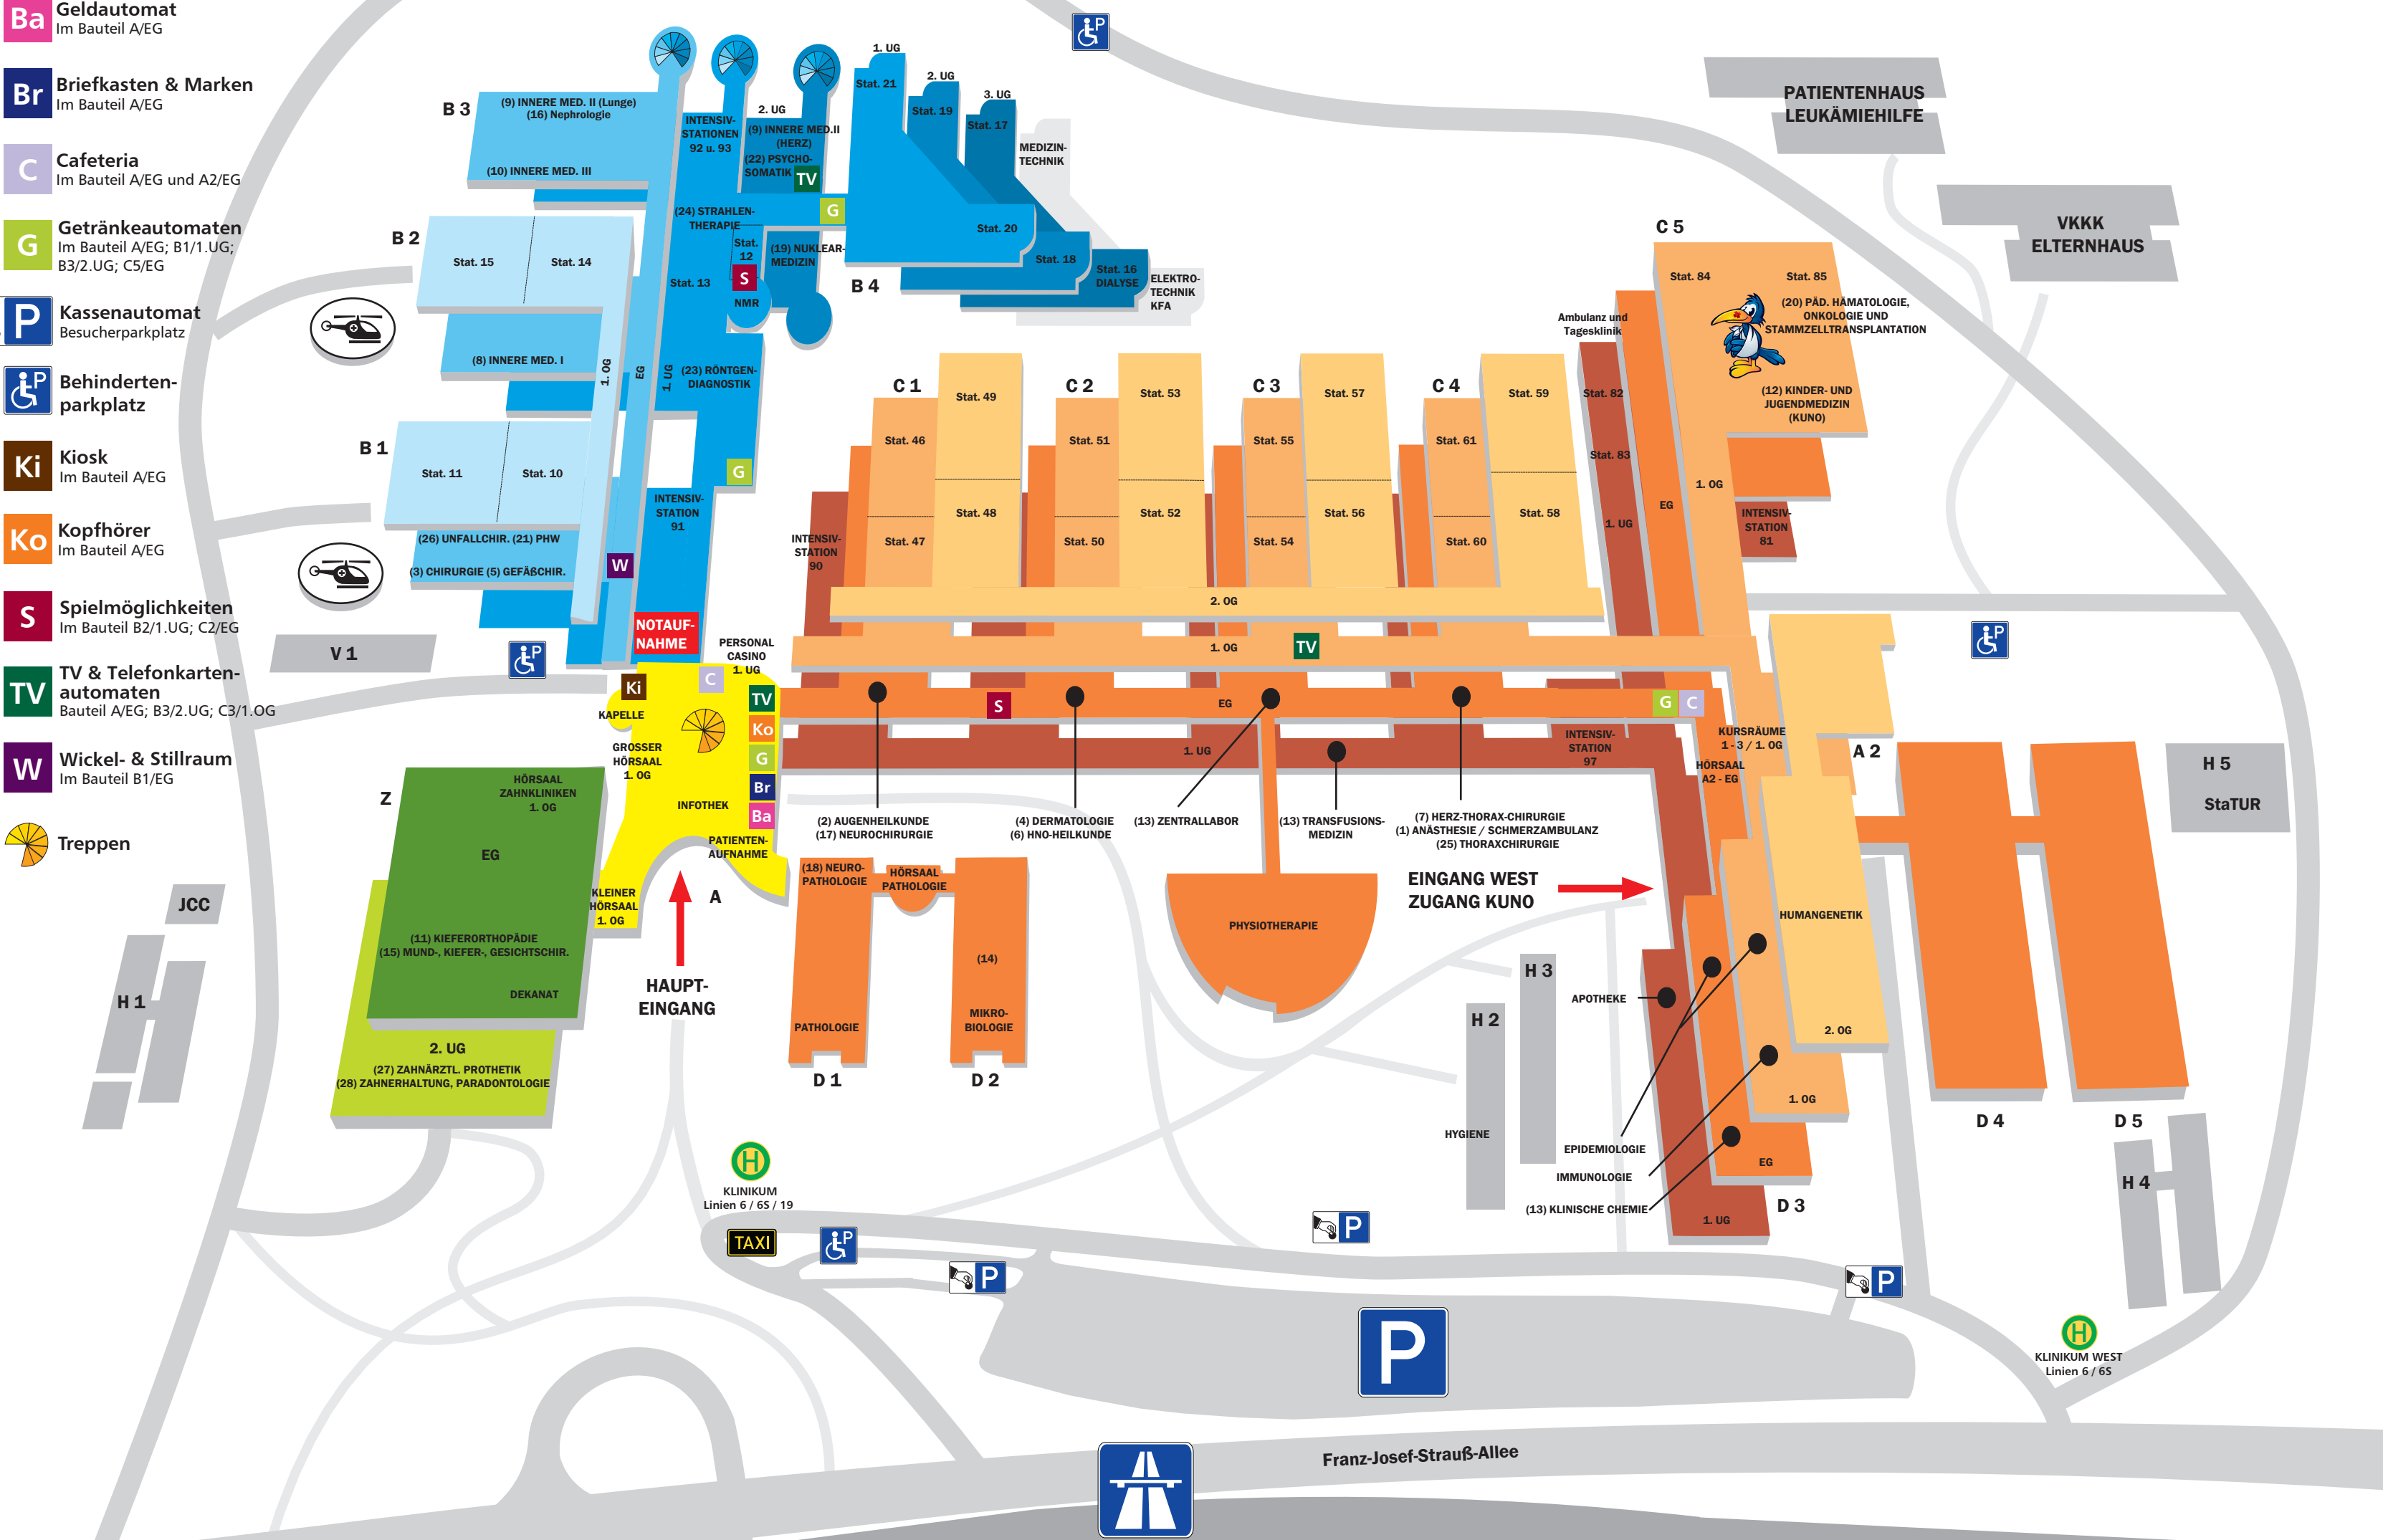 Ba
Geldautomat
Im Bauteil A/EG
Br
Briefkasten & Marken
Im Bauteil A/EG
C
Cafeteria
Im Bauteil A/EG und A2/EG
G
Getränkeautomaten
Im Bauteil A/EG; B1/1.UG;
B3/2.UG; C5/EG
P
Kassenautomat
Besucherparkplatz
P
Behinderten-
parkplatz
Ki
Kiosk
Im Bauteil A/EG
Ko
Kopfhörer
Im Bauteil A/EG
S
Spielmöglichkeiten
Im Bauteil B2/1.UG; C2/EG
TV
TV & Telefonkarten-
automaten
Bauteil A/EG; B3/2.UG; C3/1.OG
W
Wickel- & Stillraum
Im Bauteil B1/EG
Treppen
B 3
(9) INNERE MED. II (Lunge)
(16) Nephrologie
(10) INNERE MED. III
INTENSIV-
STATIONEN
92 u. 93
2. UG
(9) INNERE MED.II
(HERZ)
(22) PSYCHO-
SOMATIK
TV
G
(24) STRAHLEN-
THERAPIE
Stat.
12
S
NMR
(19) NUKLEAR-
MEDIZIN
Stat. 13
1. UG
Stat. 21
2. UG
Stat. 19
3. UG
Stat. 17
MEDIZIN-
TECHNIK
Stat. 20
Stat. 18
Stat. 16
DIALYSE
ELEKTRO-
TECHNIK
KFA
B 4
B 2
Stat. 15
Stat. 14
(8) INNERE MED. I
1. OG
EG
1. UG
(23) RÖNTGEN-
DIAGNOSTIK
B 1
Stat. 11
Stat. 10
G
INTENSIV-
STATION
91
(26) UNFALLCHIR. (21) PHW
(3) CHIRURGIE (5) GEFÄßCHIR.
W
NOTAUF-
NAHME
V 1
P
P
PATIENTENHAUS
LEUKÄMIEHILFE
VKKK
ELTERNHAUS
C 5
Stat. 84
Stat. 85
(20) PÄD. HÄMATOLOGIE,
ONKOLOGIE UND
STAMMZELLTRANSPLANTATION
(12) KINDER- UND
JUGENDMEDIZIN
(KUNO)
Ambulanz und
Tagesklinik
Stat. 82
Stat. 83
1. UG
EG
1. OG
INTENSIV-
STATION
81
C 1
Stat. 49
Stat. 46
Stat. 48
Stat. 47
INTENSIV-
STATION
90
C 2
Stat. 53
Stat. 51
Stat. 52
Stat. 50
C 3
Stat. 57
Stat. 55
Stat. 56
Stat. 54
C 4
Stat. 59
Stat. 61
Stat. 58
Stat. 60
2. OG
1. OG
TV
S
EG
G
C
1. UG
INTENSIV-
STATION
97
P
PERSONAL
CASINO
1. UG
Ki
C
TV
Ko
G
Br
Ba
KAPELLE
GROSSER
HÖRSAAL
1. OG
INFOTHEK
PATIENTEN-
AUFNAHME
KLEINER
HÖRSAAL
1. OG
A
HAUPT-
EINGANG
Z
HÖRSAAL
ZAHNKLINIKEN
1. OG
EG
(11) KIEFERORTHOPÄDIE
(15) MUND-, KIEFER-, GESICHTSCHIR.
DEKANAT
2. UG
(27) ZAHNÄRZTL. PROTHETIK
(28) ZAHNERHALTUNG, PARADONTOLOGIE
JCC
H 1
(2) AUGENHEILKUNDE
(17) NEUROCHIRURGIE
(4) DERMATOLOGIE
(6) HNO-HEILKUNDE
(13) ZENTRALLABOR
(13) TRANSFUSIONS-
MEDIZIN
(7) HERZ-THORAX-CHIRURGIE
(1) ANÄSTHESIE / SCHMERZAMBULANZ
(25) THORAXCHIRURGIE
EINGANG WEST
ZUGANG KUNO
(18) NEURO-
PATHOLOGIE
HÖRSAAL
PATHOLOGIE
PATHOLOGIE
(14)
MIKRO-
BIOLOGIE
D 1
D 2
PHYSIOTHERAPIE
KURSRÄUME
1 - 3 / 1. OG
HÖRSAAL
A2 - EG
A 2
HUMANGENETIK
2. OG
1. OG
EG
1. UG
D 3
D 4
D 5
H 5
StaTUR
H 3
H 2
HYGIENE
APOTHEKE
EPIDEMIOLOGIE
IMMUNOLOGIE
(13) KLINISCHE CHEMIE
H 4
H
KLINIKUM
Linien 6 / 6S / 19
TAXI
P
P
P
P
P
H
KLINIKUM WEST
Linien 6 / 6S
Franz-Josef-Strauß-Allee